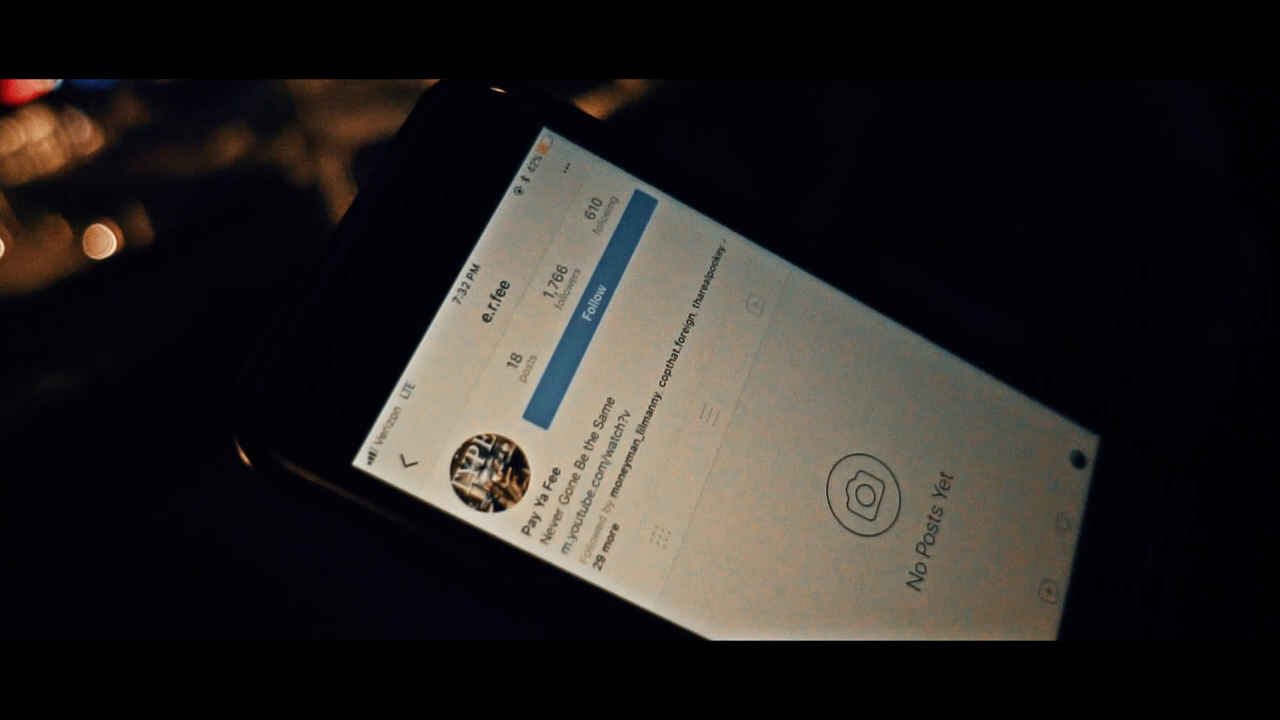 Verizon LTE 7:32 PM 42%
e.r.fee
18 1,766 610
posts followers following
Follow
Pay Ya Fee
Never Gone Be the Same
m.youtube.com/watch?v
Followed by moneyman_lilmanny, copthat.foreign, tharealpookey +
29 more
No Posts Yet